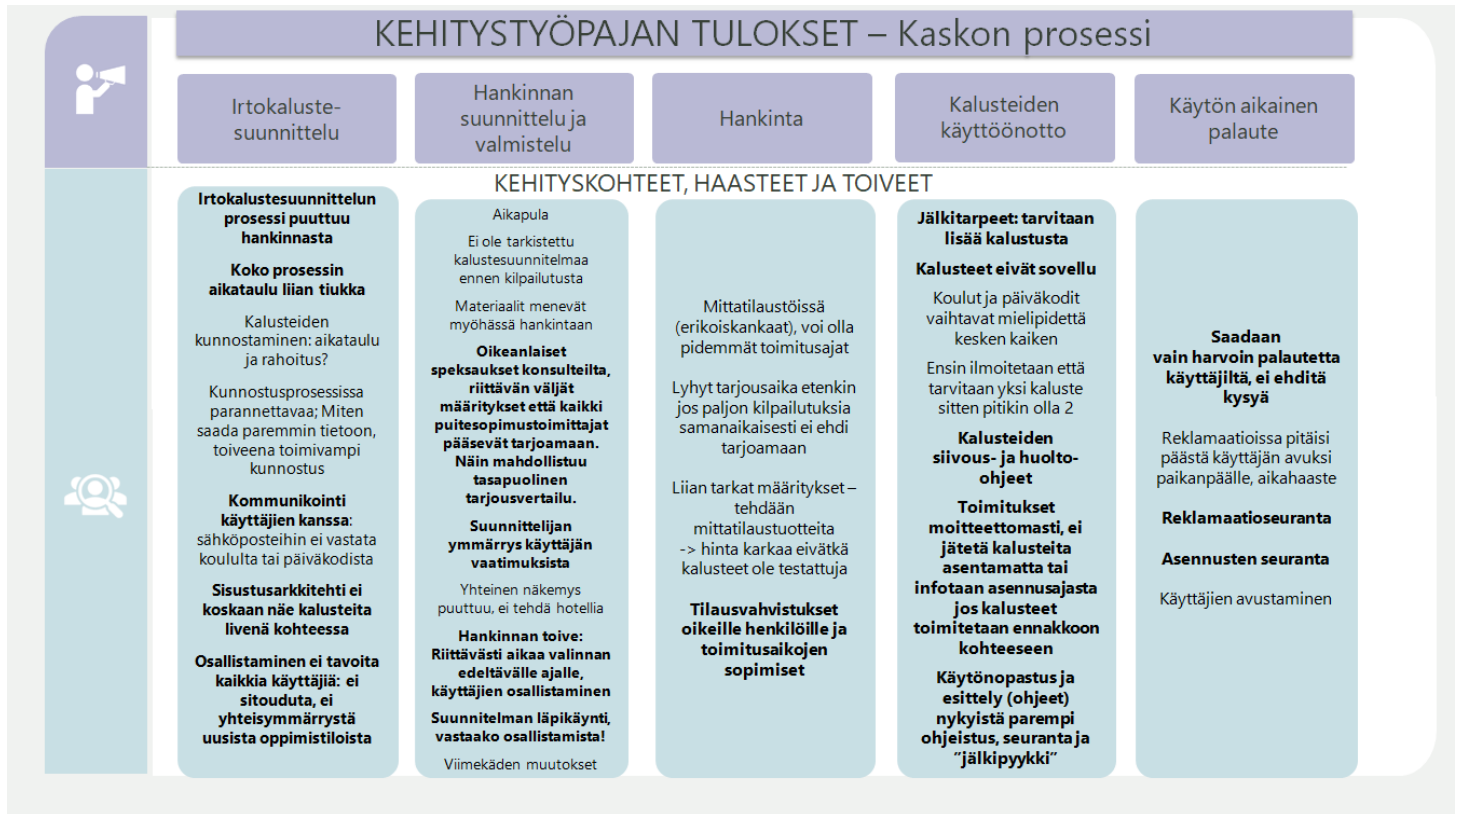 KEHITYSTYÖPAJAN TULOKSET – Kaskon prosessi
Irtokaluste-
suunnittelu
Hankinnan
suunnittelu ja
valmistelu
Hankinta
Kalusteiden
käyttöönotto
Käytön aikainen
palaute
KEHITYSKOHTEET, HAASTEET JA TOIVEET
Irtokalustesuunnittelun
prosessi puuttuu
hankinnasta
Koko prosessin
aikataulu liian tiukka
Kalusteiden
kunnostaminen: aikataulu
ja rahoitus?
Kunnostusprosessissa
parannettavaa; Miten
saada paremmin tietoon,
toiveena toimivampi
kunnostus
Kommunikointi
käyttäjien kanssa:
sähköposteihin ei vastata
koululta tai päiväkodista
Sisustusarkkitehti ei
koskaan näe kalusteita
livenä kohteessa
Osallistaminen ei tavoita
kaikkia käyttäjiä: ei
sitouduta, ei
yhteisymmärrystä
uusista oppimistiloista
Aikapula
Ei ole tarkistettu
kalustesuunnitelmaa
ennen kilpailutusta
Materiaalit menevät
myöhässä hankintaan
Oikeanlaiset
speksaukset konsulteilta,
riittävän väljät
määritykset että kaikki
puitesopimustoimittajat
pääsevät tarjoamaan.
Näin mahdollistuu
tasapuolinen
tarjousvertailu.
Suunnittelijan
ymmärrys käyttäjän
vaatimuksista
Yhteinen näkemys
puuttuu, ei tehdä hotellia
Hankinnan toive:
Riittävästi aikaa valinnan
edeltävälle ajalle,
käyttäjien osallistaminen
Suunnitelman läpikäynti,
vastaako osallistamista!
Viimekäden muutokset
Mittatilaustöissä
(erikoiskankaat), voi olla
pidemmät toimitusajat
Lyhyt tarjousaika etenkin
jos paljon kilpailutuksia
samanaikaisesti ei ehdi
tarjoamaan
Liian tarkat määritykset –
tehdään
mittatilaustuotteita
-> hinta karkaa eivätkä
kalusteet ole testattuja
Tilausvahvistukset
oikeille henkilöille ja
toimitusaikojen
sopimiset
Jälkitarpeet: tarvitaan
lisää kalustusta
Kalusteet eivät sovellu
Koulut ja päiväkodit
vaihtavat mielipidettä
kesken kaiken
Ensin ilmoitetaan että
tarvitaan yksi kaluste
sitten pitikin olla 2
Kalusteiden
siivous- ja huolto-
ohjeet
Toimitukset
moitteettomasti, ei
jätetä kalusteita
asentamatta tai
infotaan asennusajasta
jos kalusteet
toimitetaan ennakkoon
kohteeseen
Käytönopastus ja
esittely (ohjeet)
nykyistä parempi
ohjeistus, seuranta ja
”jälkipyykki”
Saadaan
vain harvoin palautetta
käyttäjiltä, ei ehditä
kysyä
Reklamaatioissa pitäisi
päästä käyttäjän avuksi
paikanpäälle, aikahaaste
Reklamaatioseuranta
Asennusten seuranta
Käyttäjien avustaminen